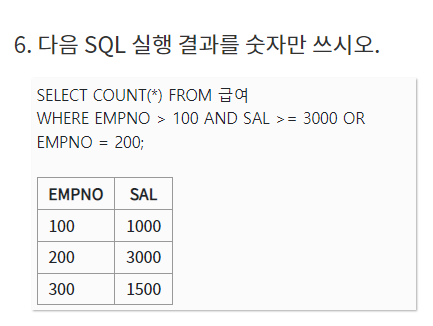 6. 다음 SQL 실행 결과를 숫자만 쓰시오.
SELECT COUNT(*) FROM 급여
WHERE EMPNO > 100 AND SAL >= 3000 OR
EMPNO = 200;
EMPNO SAL
100 1000
200 3000
300 1500